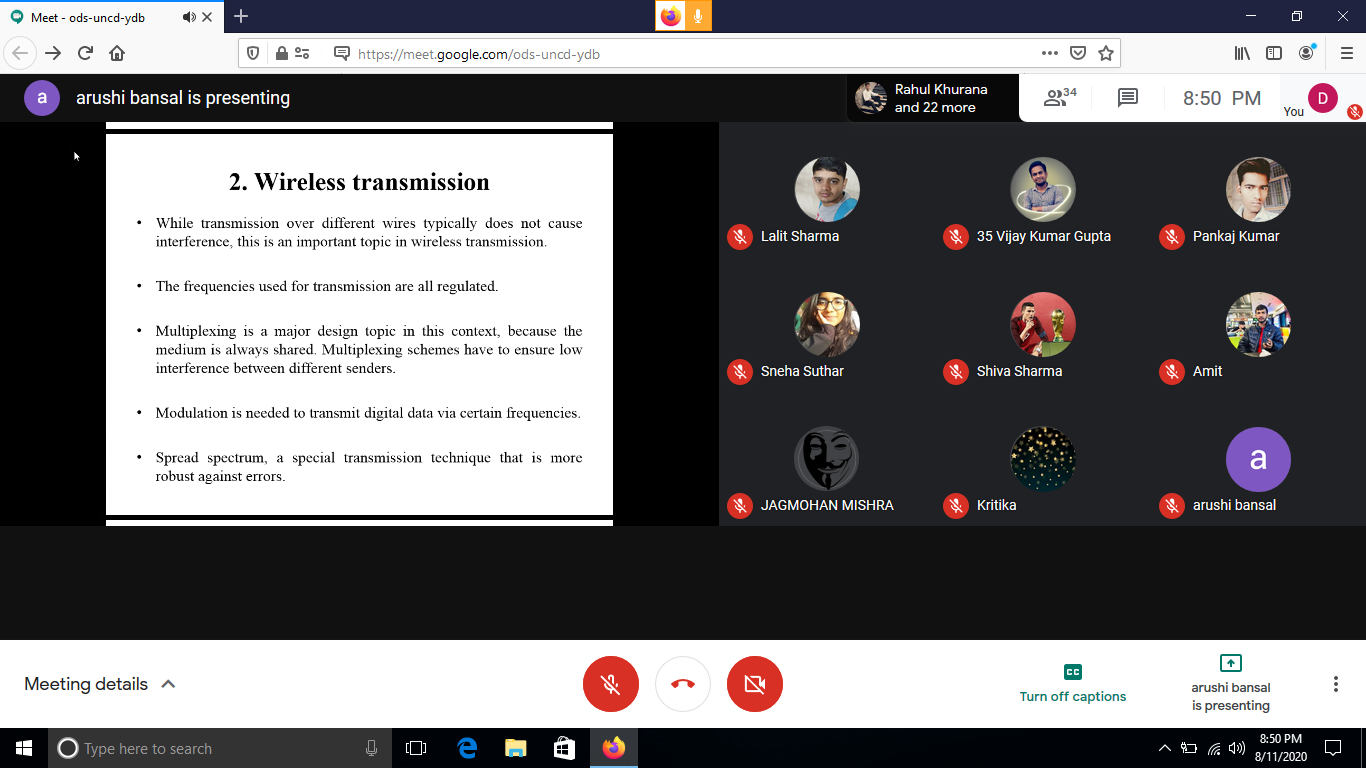 Meet - ods-uncd-ydb
https://meet.google.com/ods-uncd-ydb
a
arushi bansal is presenting
Rahul Khurana
and 22 more
34
8:50 PM
You
D
2. Wireless transmission
• While transmission over different wires typically does not cause
interference, this is an important topic in wireless transmission.
• The frequencies used for transmission are all regulated.
• Multiplexing is a major design topic in this context, because the
medium is always shared. Multiplexing schemes have to ensure low
interference between different senders.
• Modulation is needed to transmit digital data via certain frequencies.
• Spread spectrum, a special transmission technique that is more
robust against errors.
Lalit Sharma
35 Vijay Kumar Gupta
Pankaj Kumar
Sneha Suthar
Shiva Sharma
Amit
a
JAGMOHAN MISHRA
Kritika
arushi bansal
Meeting details
CC
Turn off captions
arushi bansal
is presenting
Type here to search
8:50 PM
8/11/2020